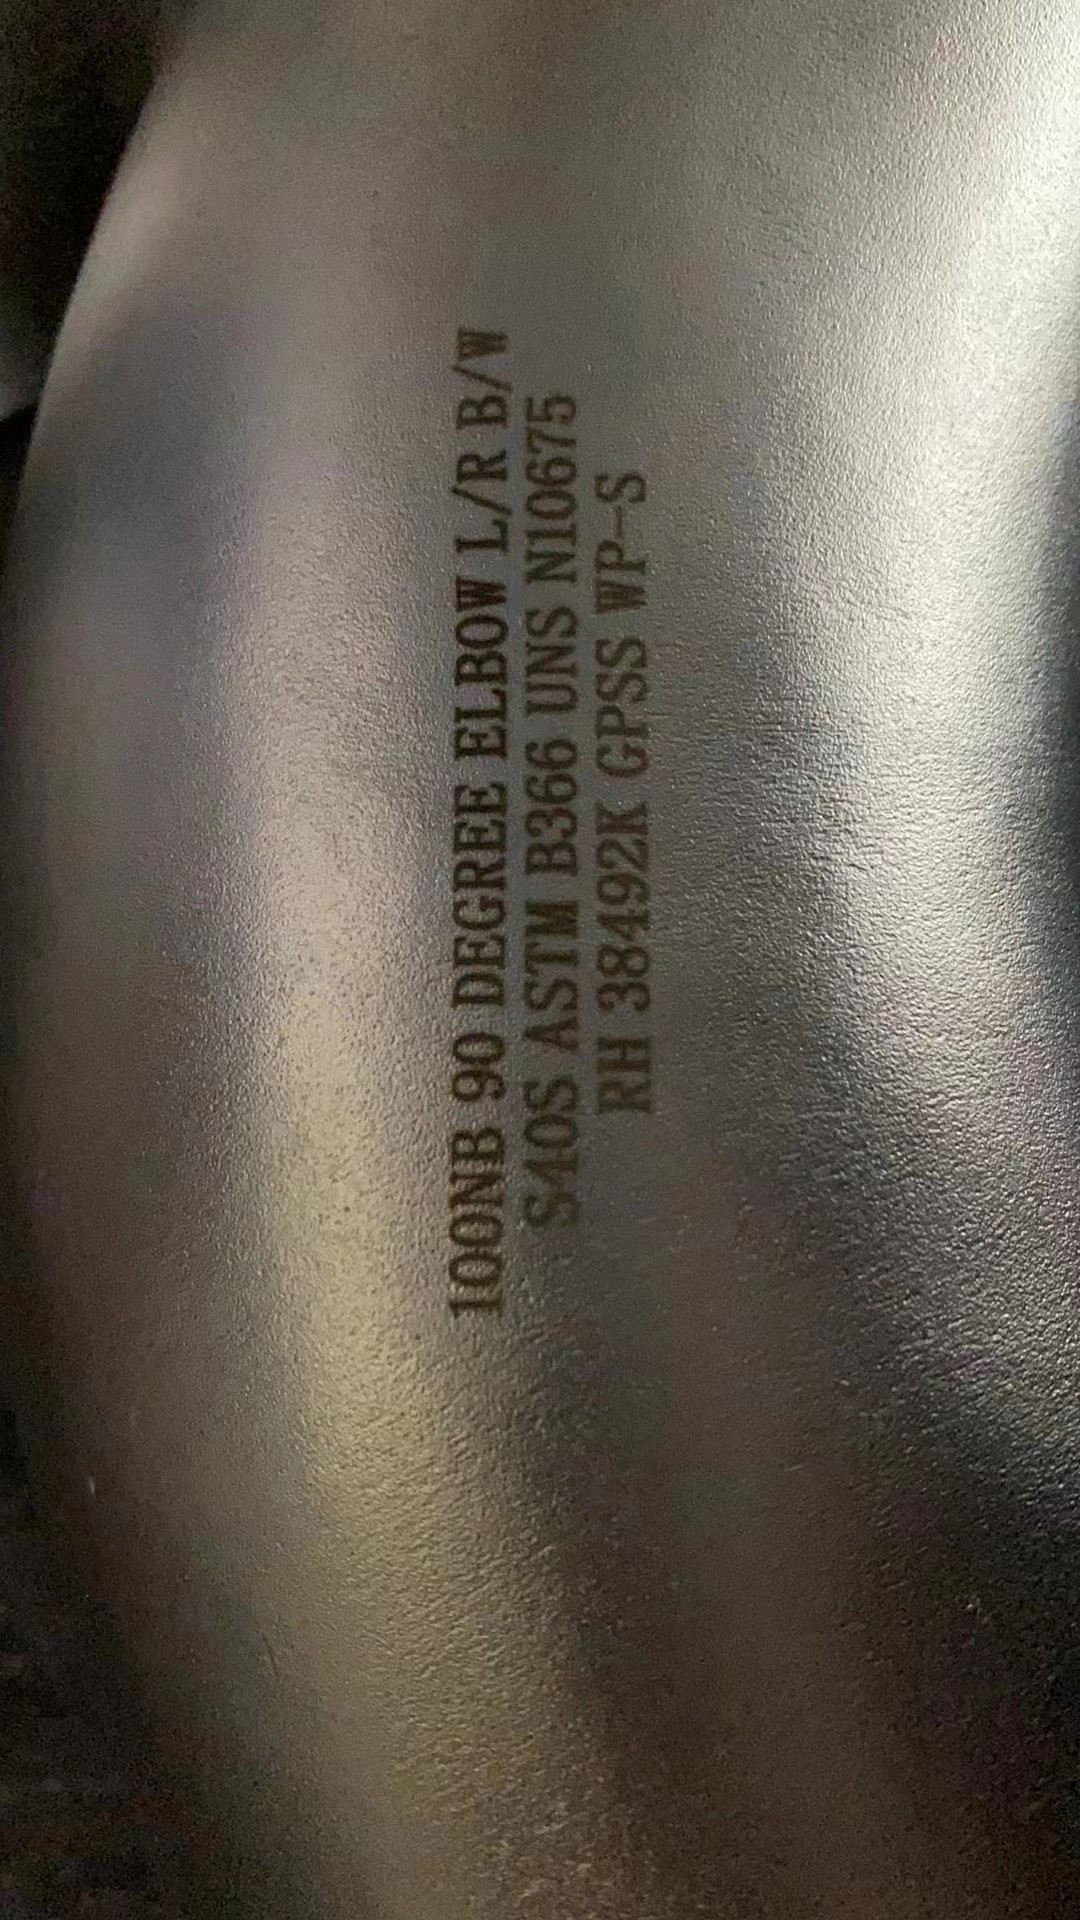 100NB 90 DEGREE ELBOW L/R B/W
S40S ASTM B366 UNS N10675
RH 38492K GPSS WP-S